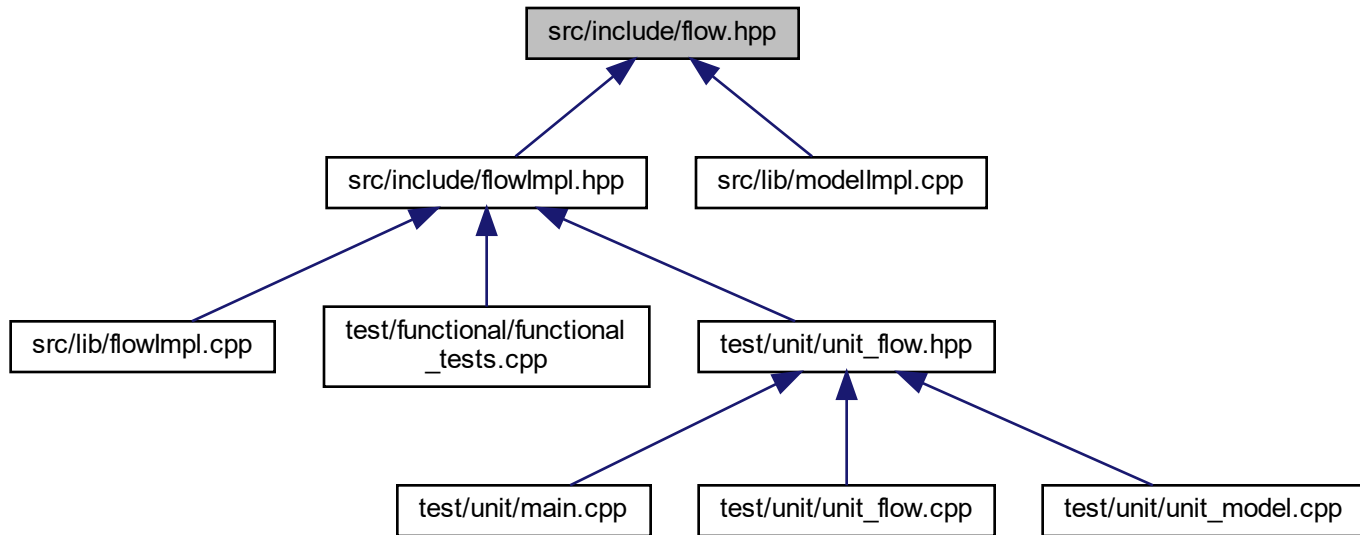 src/include/flow.hpp
src/include/flowImpl.hpp
src/lib/modelImpl.cpp
src/lib/flowImpl.cpp
test/functional/functional
_tests.cpp
test/unit/unit_flow.hpp
test/unit/main.cpp
test/unit/unit_flow.cpp
test/unit/unit_model.cpp